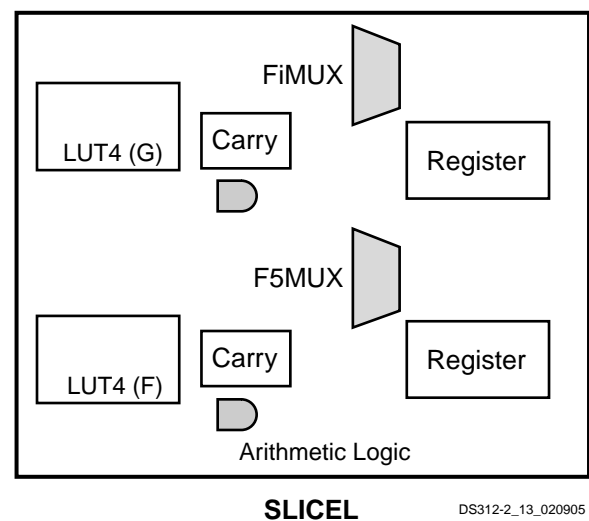 FiMUX
LUT4 (G)
Carry
Register
F5MUX
LUT4 (F)
Carry
Register
Arithmetic Logic
SLICEL
DS312-2_13_020905